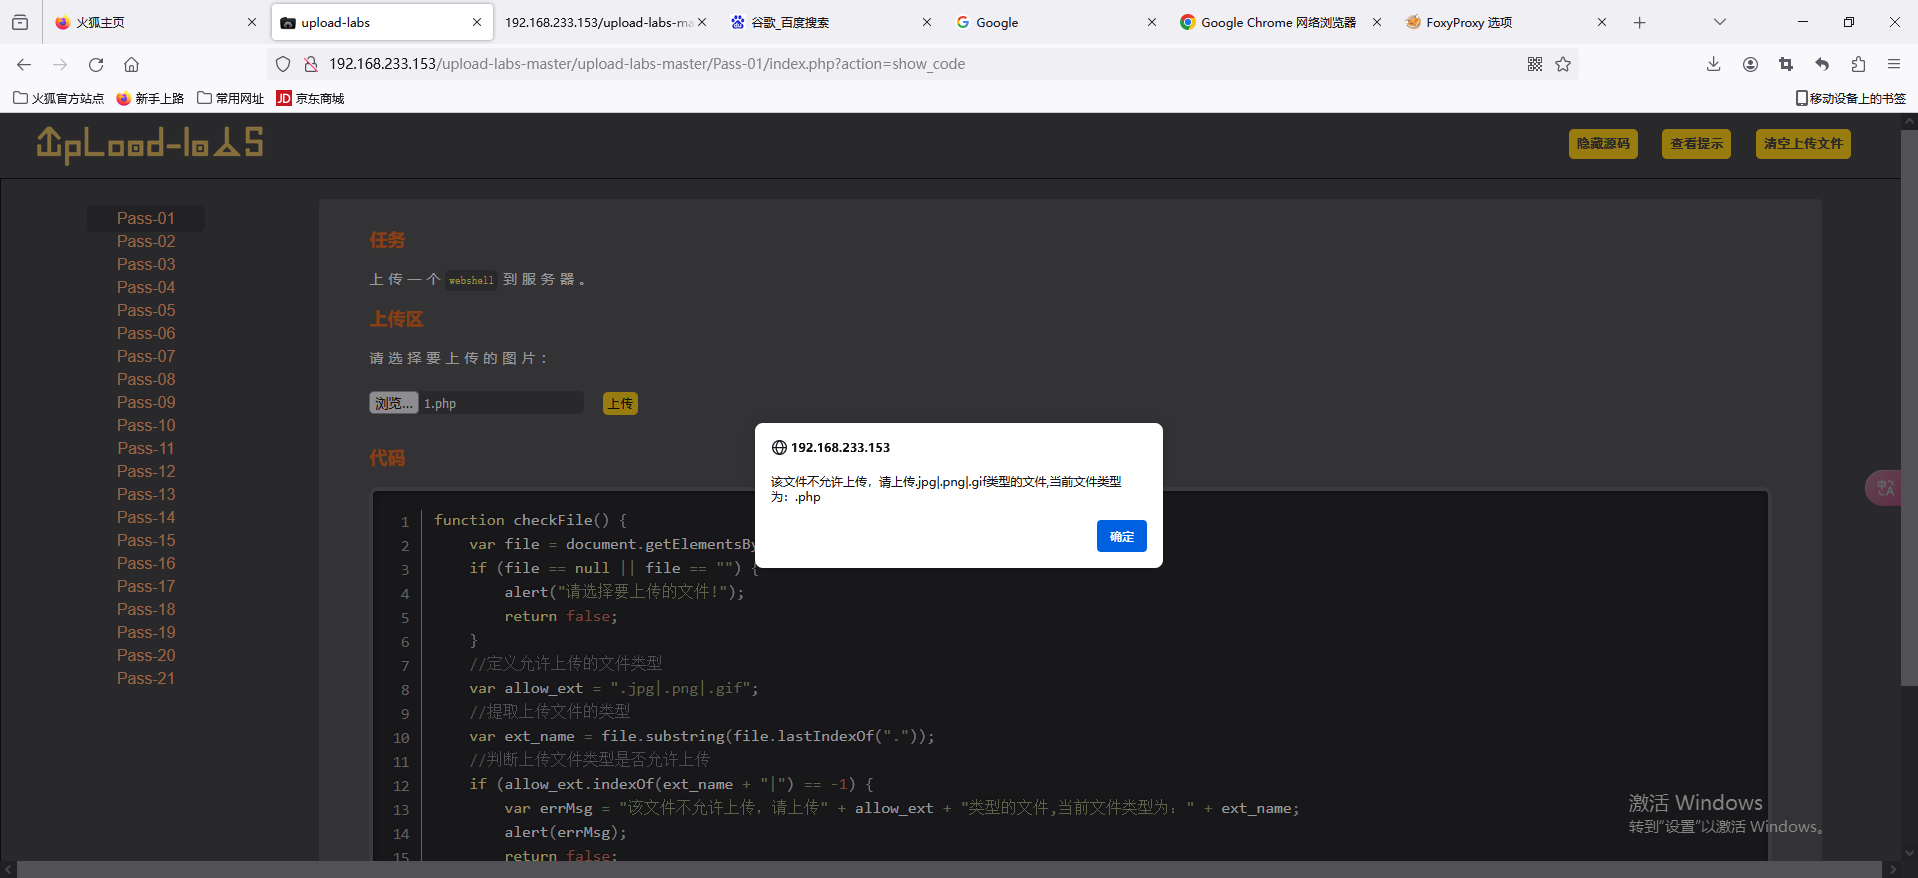 火狐主页
upload-labs
192.168.233.153/upload-labs-ma
谷歌_百度搜索
Google
Google Chrome 网络浏览器
FoxyProxy 选项
192.168.233.153/upload-labs-master/upload-labs-master/Pass-01/index.php?action=show_code
火狐官方站点
新手上路
常用网址
JD 京东商城
移动设备上的书签
UpLoad-labs
隐藏源码
查看提示
清空上传文件
Pass-01
Pass-02
Pass-03
Pass-04
Pass-05
Pass-06
Pass-07
Pass-08
Pass-09
Pass-10
Pass-11
Pass-12
Pass-13
Pass-14
Pass-15
Pass-16
Pass-17
Pass-18
Pass-19
Pass-20
Pass-21
任务
上传一个 webshell 到服务器。
上传区
请选择要上传的图片：
浏览... 1.php
上传
192.168.233.153
该文件不允许上传，请上传.jpg|.png|.gif类型的文件,当前文件类型
为：.php
确定
代码
1 function checkFile() {
2 var file = document.getElementsBy
3 if (file == null || file == "") {
4 alert("请选择要上传的文件!");
5 return false;
6 }
7 //定义允许上传的文件类型
8 var allow_ext = ".jpg|.png|.gif";
9 //提取上传文件的类型
10 var ext_name = file.substring(file.lastIndexOf("."));
11 //判断上传文件类型是否允许上传
12 if (allow_ext.indexOf(ext_name + "|") == -1) {
13 var errMsg = "该文件不允许上传，请上传" + allow_ext + "类型的文件,当前文件类型为：" + ext_name;
14 alert(errMsg);
15 return false;
激活 Windows
转到“设置”以激活 Windows。